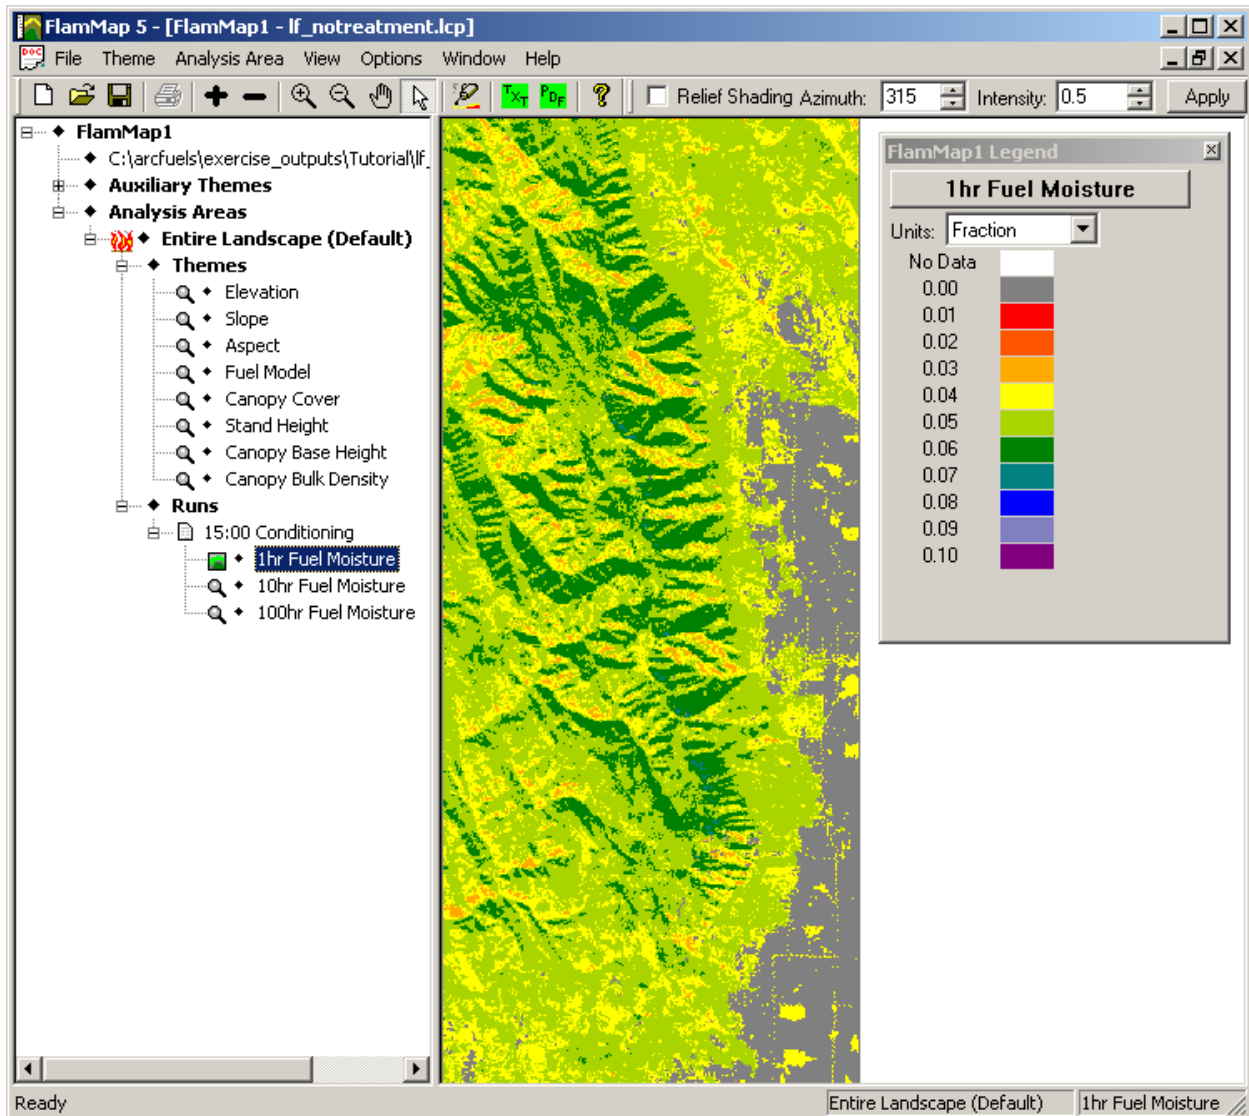 FlamMap 5 - [FlamMap1 - lf_notreatment.lcp]
File Theme Analysis Area View Options Window Help
TXT PDF ? Relief Shading Azimuth: 315 Intensity: 0.5 Apply
FlamMap1
C:\arcfuels\exercise_outputs\Tutorial\lf_
Auxiliary Themes
Analysis Areas
Entire Landscape (Default)
Themes
Elevation
Slope
Aspect
Fuel Model
Canopy Cover
Stand Height
Canopy Base Height
Canopy Bulk Density
Runs
15:00 Conditioning
1hr Fuel Moisture
10hr Fuel Moisture
100hr Fuel Moisture
FlamMap1 Legend
1hr Fuel Moisture
Units: Fraction
No Data
0.00
0.01
0.02
0.03
0.04
0.05
0.06
0.07
0.08
0.09
0.10
Ready Entire Landscape (Default) 1hr Fuel Moisture